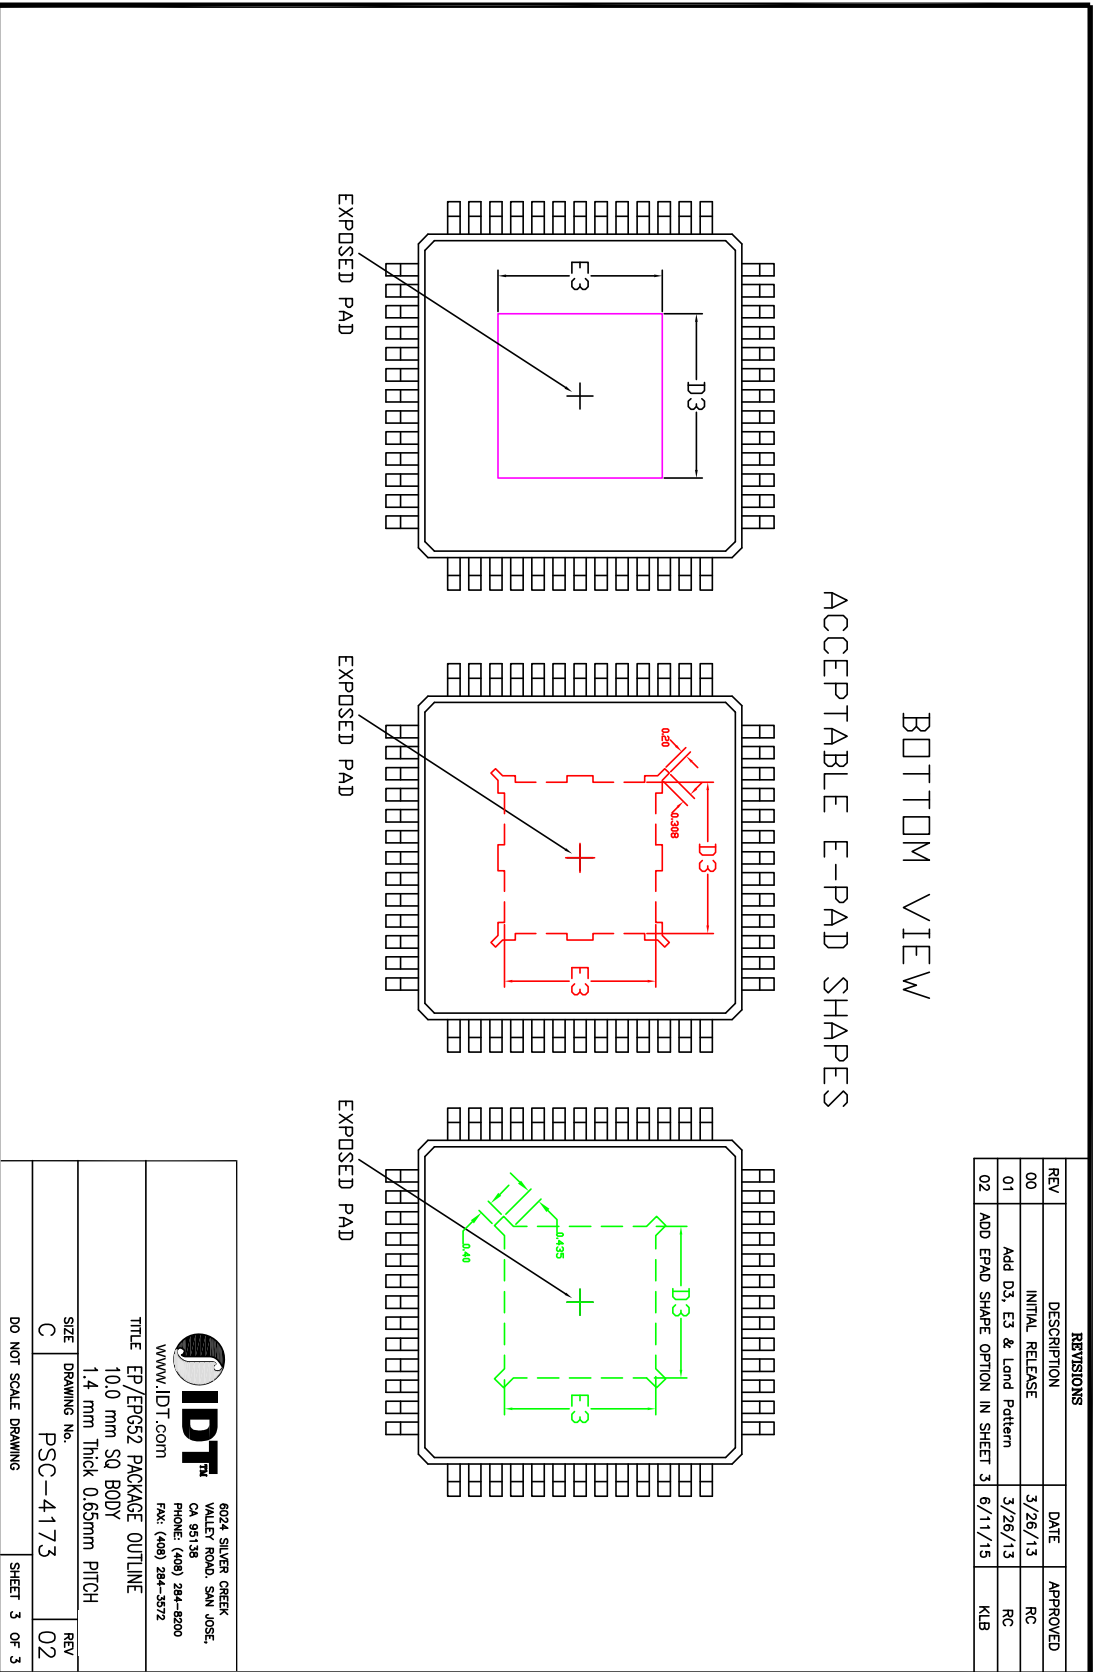 REVISIONS
REV DESCRIPTION DATE APPROVED
00 INITIAL RELEASE 3/26/13 RC
01 Add D3, E3 & Land Pattern 3/26/13 RC
02 ADD EPAD SHAPE OPTION IN SHEET 3 6/11/15 KLB
BOTTOM VIEW
ACCEPTABLE E-PAD SHAPES
D3
E3
EXPOSED PAD
D3
0.20
0.308
E3
EXPOSED PAD
D3
0.435
0.40
E3
EXPOSED PAD
IDT™
www.IDT.com
6024 SILVER CREEK
VALLEY ROAD. SAN JOSE,
CA 95138
PHONE: (408) 284-8200
FAX: (408) 284-3572
TITLE EP/EPG52 PACKAGE OUTLINE
10.0 mm SQ BODY
1.4 mm Thick 0.65mm PITCH
SIZE DRAWING No. REV
C PSC-4173 02
DO NOT SCALE DRAWING SHEET 3 OF 3